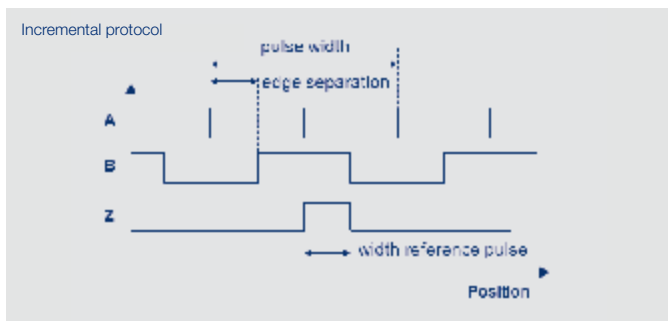 Incremental protocol
pulse width
edge separation
A
B
Z
width reference pulse
Position